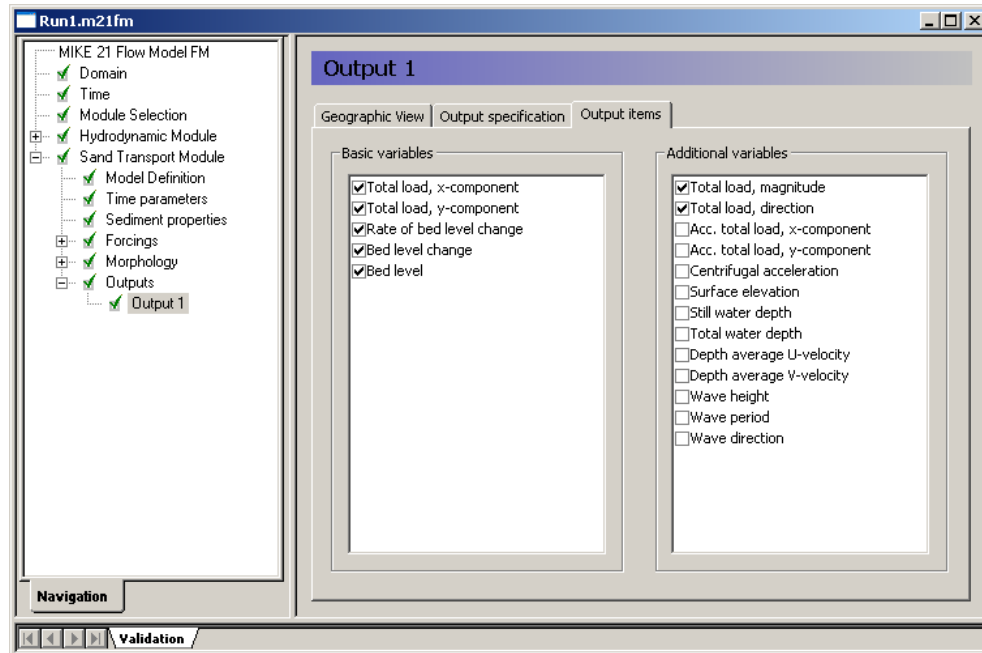 Run1.m21fm
MIKE 21 Flow Model FM
Domain
Time
Module Selection
Hydrodynamic Module
Sand Transport Module
Model Definition
Time parameters
Sediment properties
Forcings
Morphology
Outputs
Output 1
Navigation
Output 1
Geographic View
Output specification
Output items
Basic variables
Total load, x-component
Total load, y-component
Rate of bed level change
Bed level change
Bed level
Additional variables
Total load, magnitude
Total load, direction
Acc. total load, x-component
Acc. total load, y-component
Centrifugal acceleration
Surface elevation
Still water depth
Total water depth
Depth average U-velocity
Depth average V-velocity
Wave height
Wave period
Wave direction
Validation